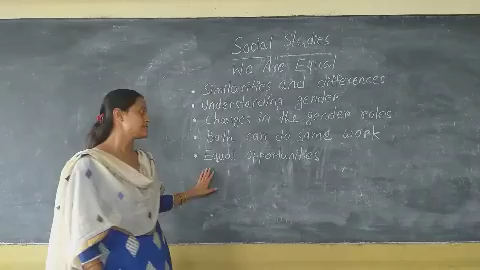 Social Studies
We Are Equal
• Similarities and differences
• Understanding gender
• Changes in the gender roles
• Both can do same work.
• Equal opportunities